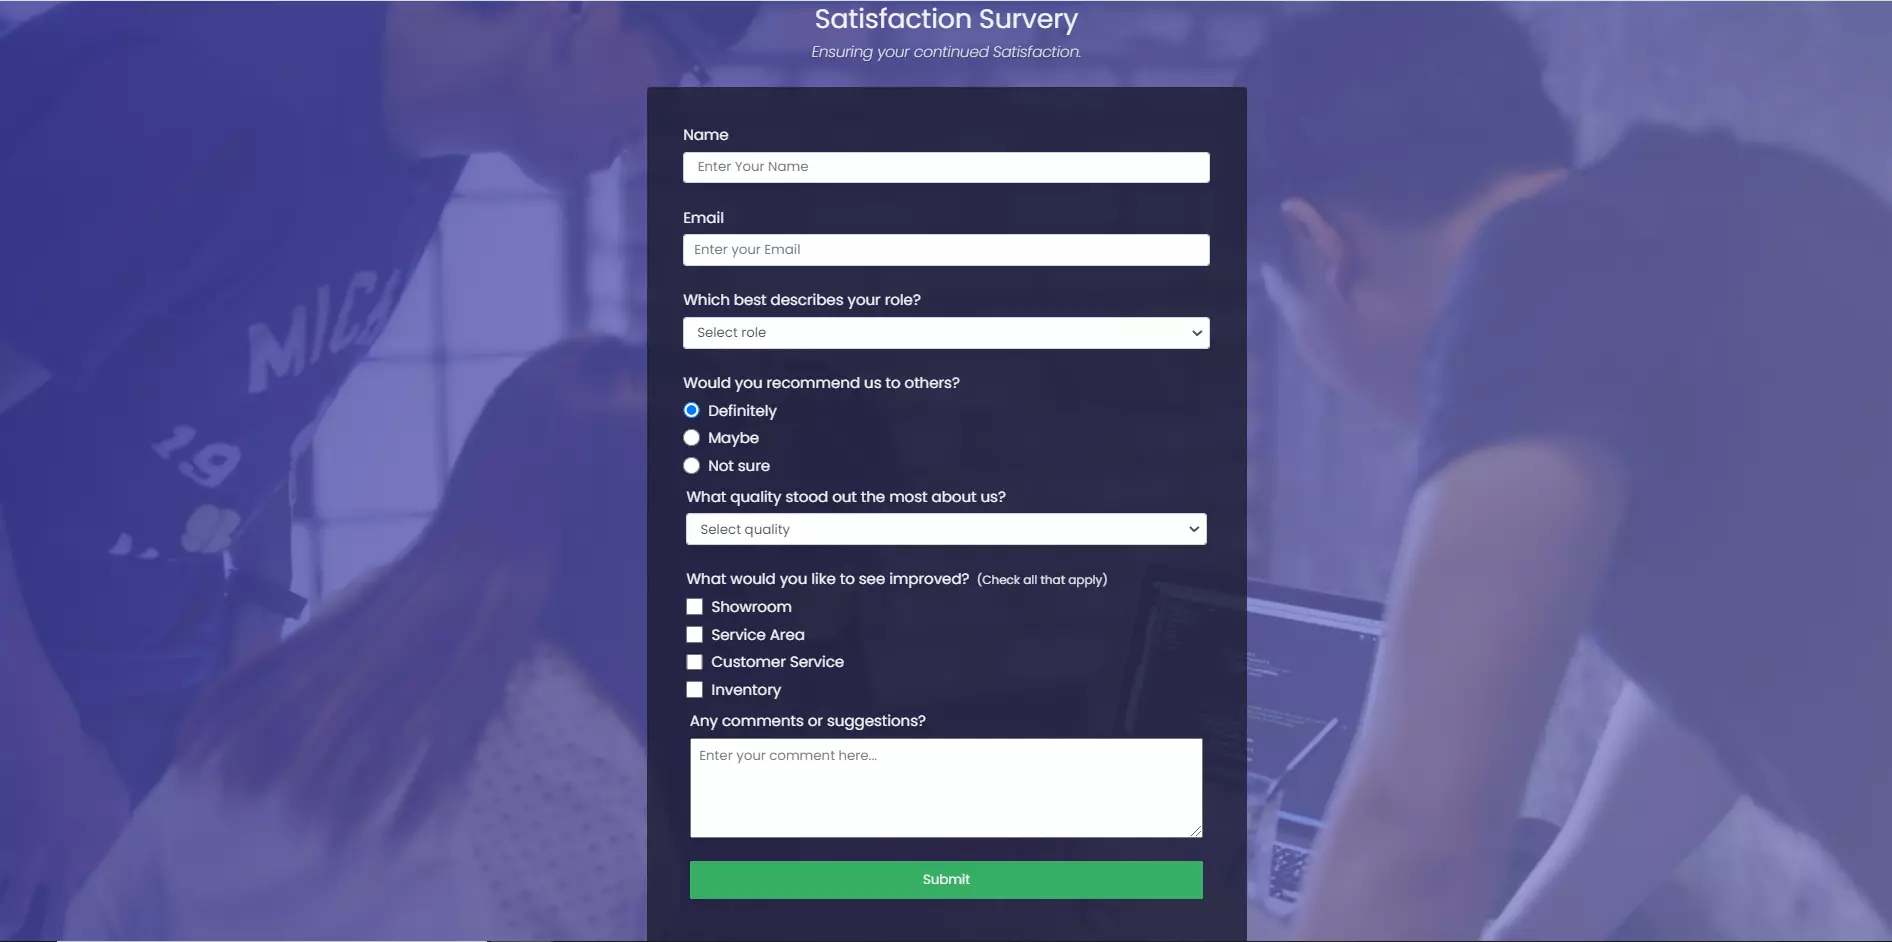 Satisfaction Survery
Ensuring your continued Satisfaction.
Name
Enter Your Name
Email
Enter your Email
Which best describes your role?
Select role
Would you recommend us to others?
Definitely
Maybe
Not sure
What quality stood out the most about us?
Select quality
What would you like to see improved? (Check all that apply)
Showroom
Service Area
Customer Service
Inventory
Any comments or suggestions?
Enter your comment here...
Submit
MICH
19